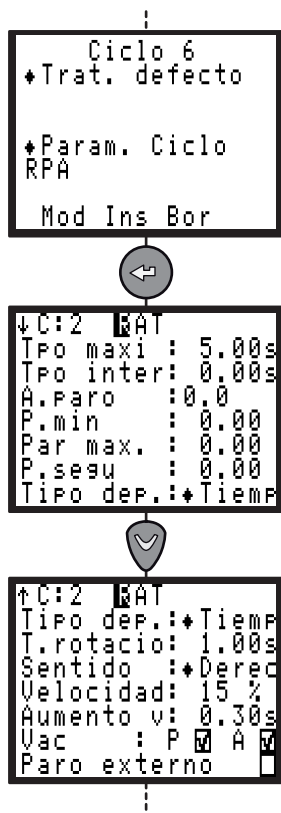 Ciclo 6
♦Trat. defecto
♦Param. Ciclo
RPA
Mod Ins Bor
↓C:2 RAT
Tpo maxi : 5.00s
Tpo inter: 0.00s
A.paro :0.0
P.min : 0.00
Par max. : 0.00
P.segu : 0.00
Tipo dep.:♦Tiemp
↑C:2 RAT
Tipo dep.:♦Tiemp
T.rotacio: 1.00s
Sentido :♦Derec
Velocidad: 15 %
Aumento v: 0.30s
Vac : P ☑ A ☑
Paro externo ☐